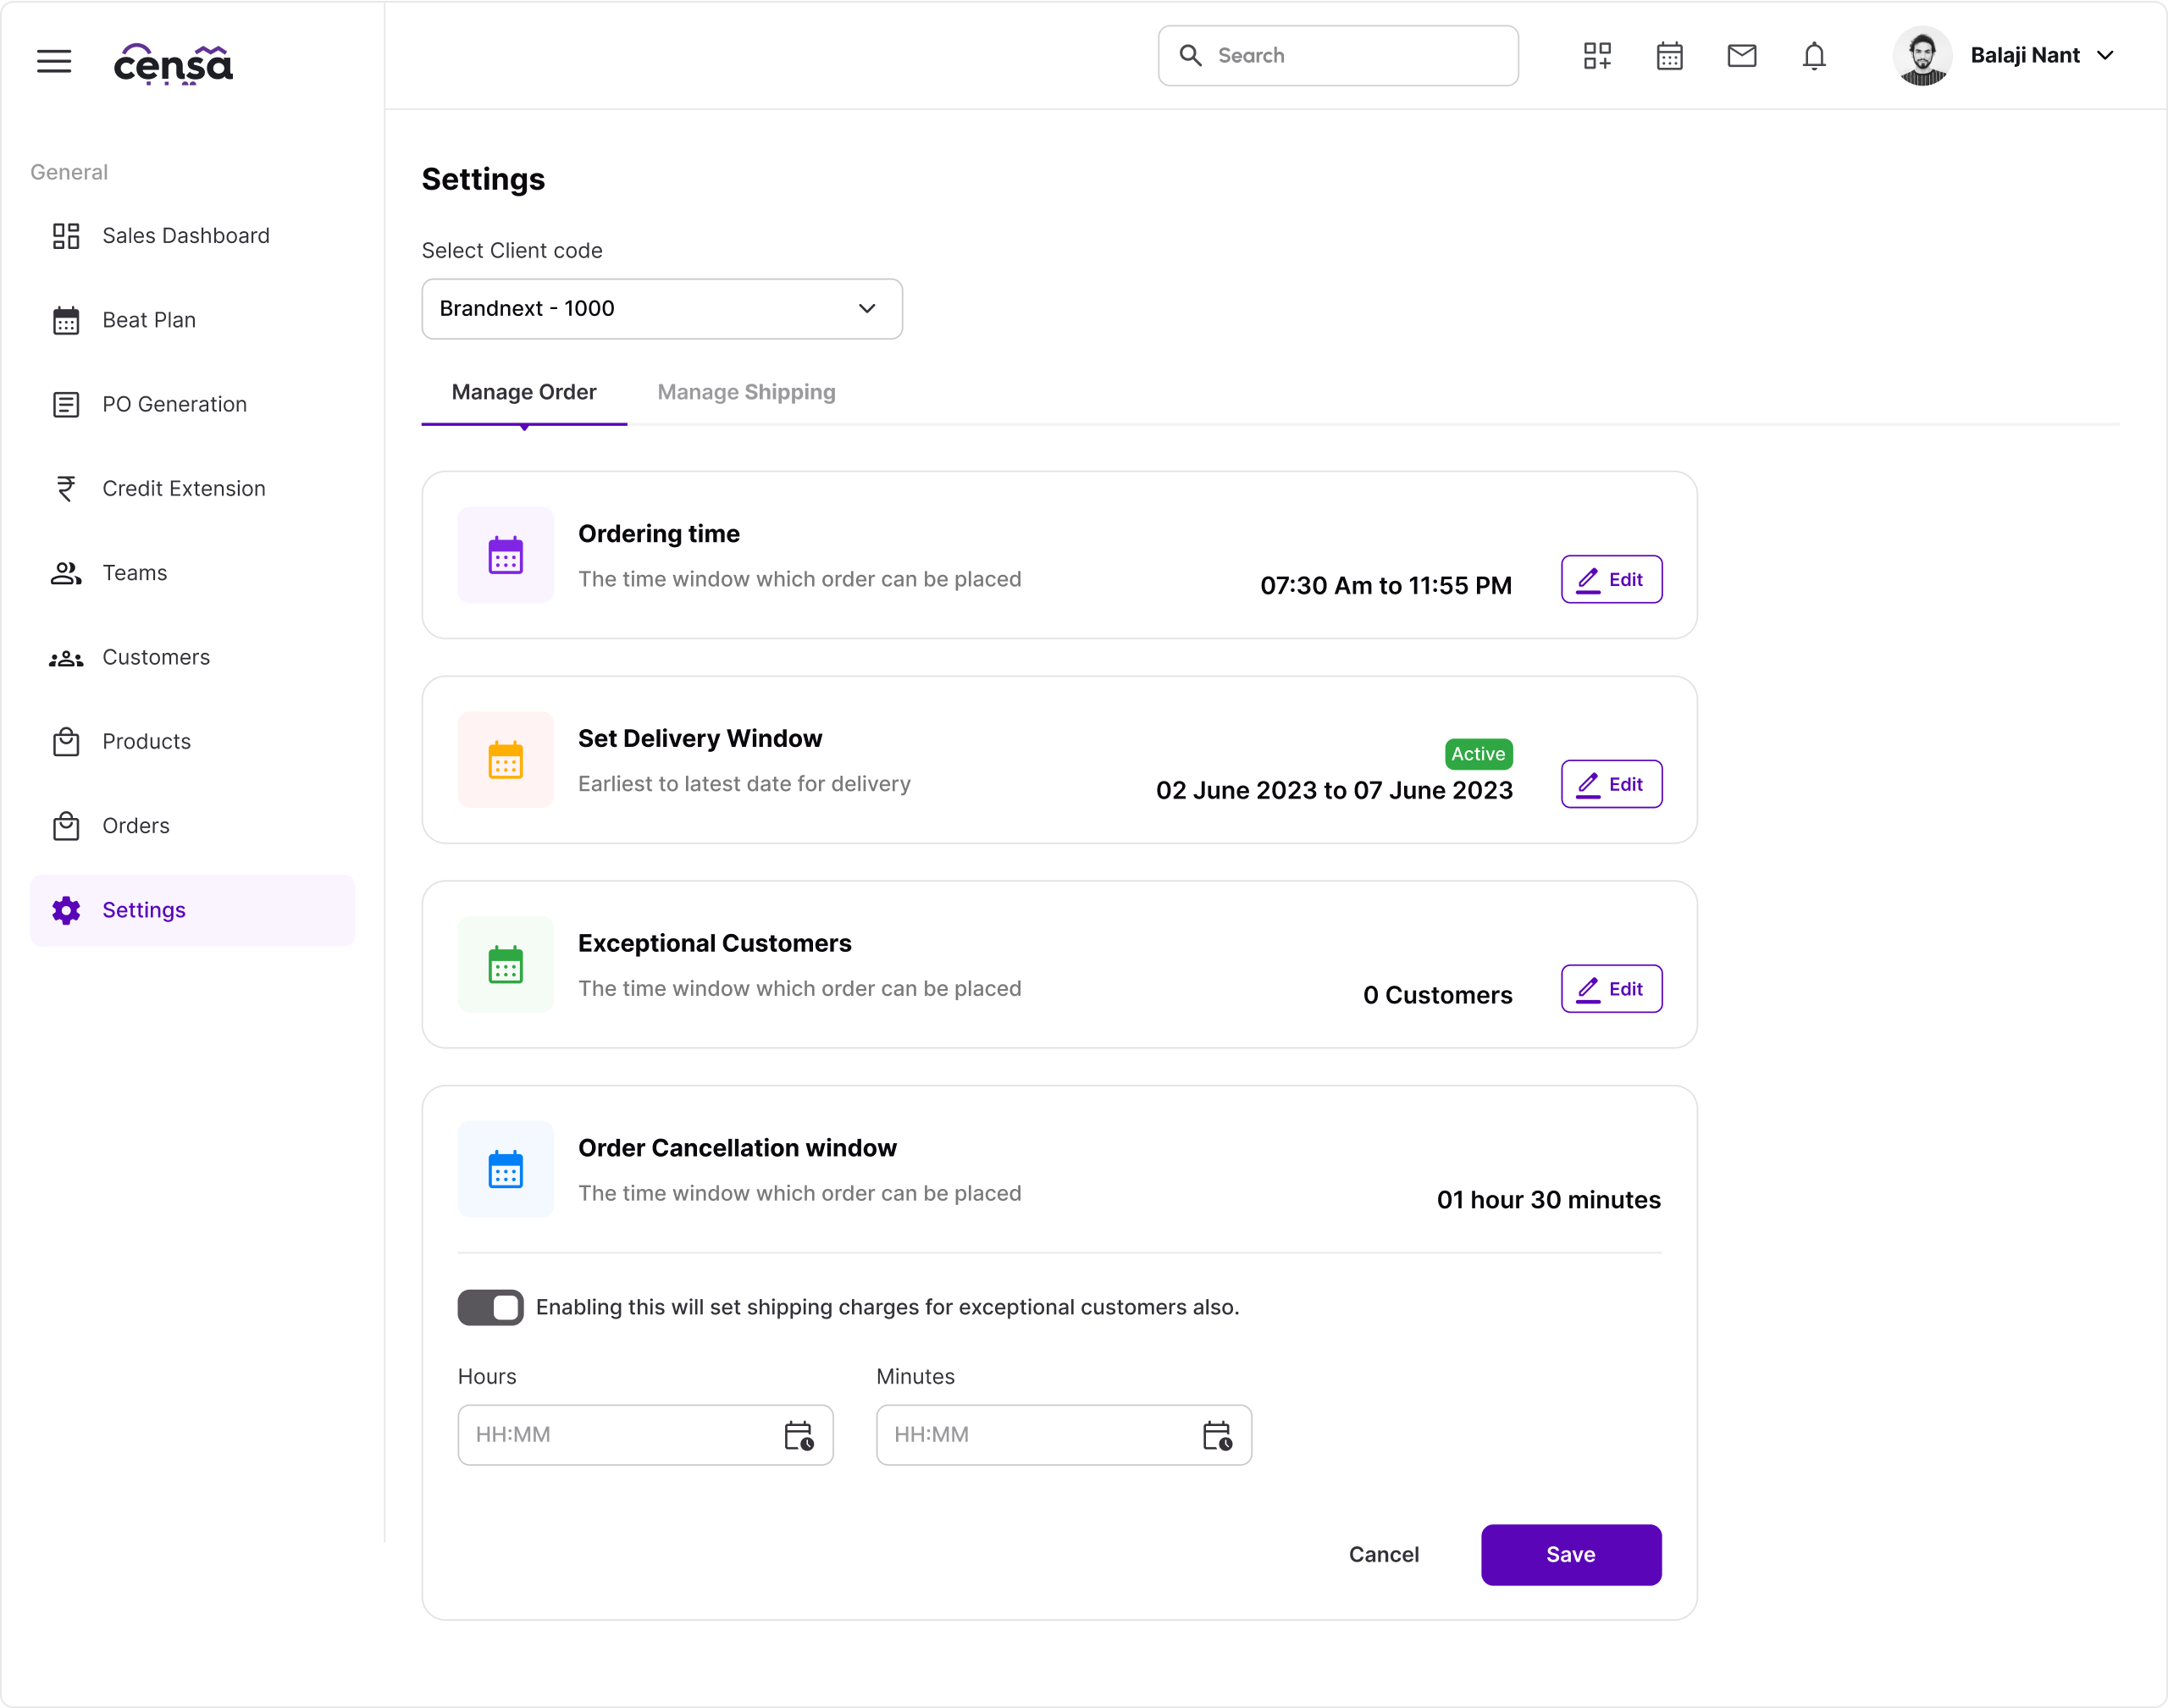 censa
Search
Balaji Nant
General
Sales Dashboard
Beat Plan
PO Generation
Credit Extension
Teams
Customers
Products
Orders
Settings
Settings
Select Client code
Brandnext - 1000
Manage Order
Manage Shipping
Ordering time
The time window which order can be placed
07:30 Am to 11:55 PM
Edit
Set Delivery Window
Earliest to latest date for delivery
Active
02 June 2023 to 07 June 2023
Edit
Exceptional Customers
The time window which order can be placed
0 Customers
Edit
Order Cancellation window
The time window which order can be placed
01 hour 30 minutes
Enabling this will set shipping charges for exceptional customers also.
Hours
Minutes
HH:MM
HH:MM
Cancel
Save